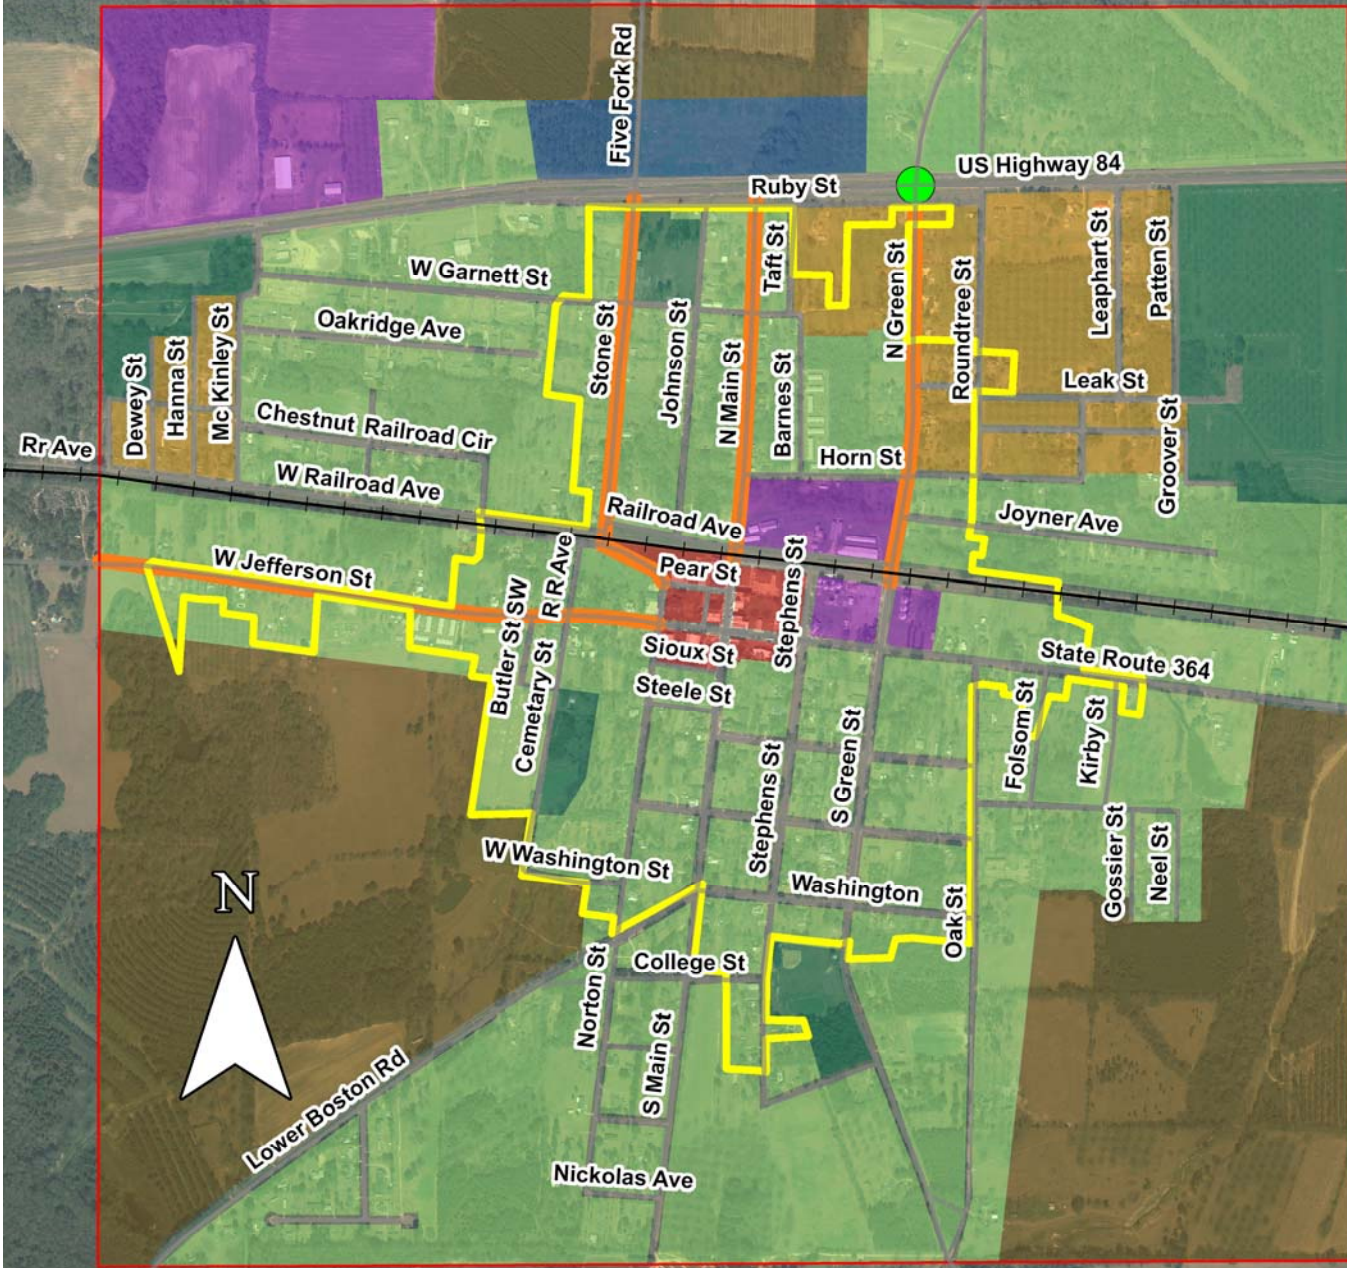 Five Fork Rd
US Highway 84
Ruby St
Taft St
N Green St
Roundtree St
Leaphart St
Patten St
W Garnett St
Oakridge Ave
Stone St
Johnson St
N Main St
Barnes St
Dewey St
Hanna St
Mc Kinley St
Leak St
Chestnut
Railroad Cir
Rr Ave
W Railroad Ave
Horn St
Groover St
Railroad Ave
Joyner Ave
W Jefferson St
R R Ave
Pear St
Stephens St
Butler St SW
Sioux St
State Route 364
Steele St
Cemetary St
Folsom St
Kirby St
S Green St
Stephens St
W Washington St
Washington
Gossier St
Neel St
N
Oak St
College St
Norton St
S Main St
Lower Boston Rd
Nickolas Ave